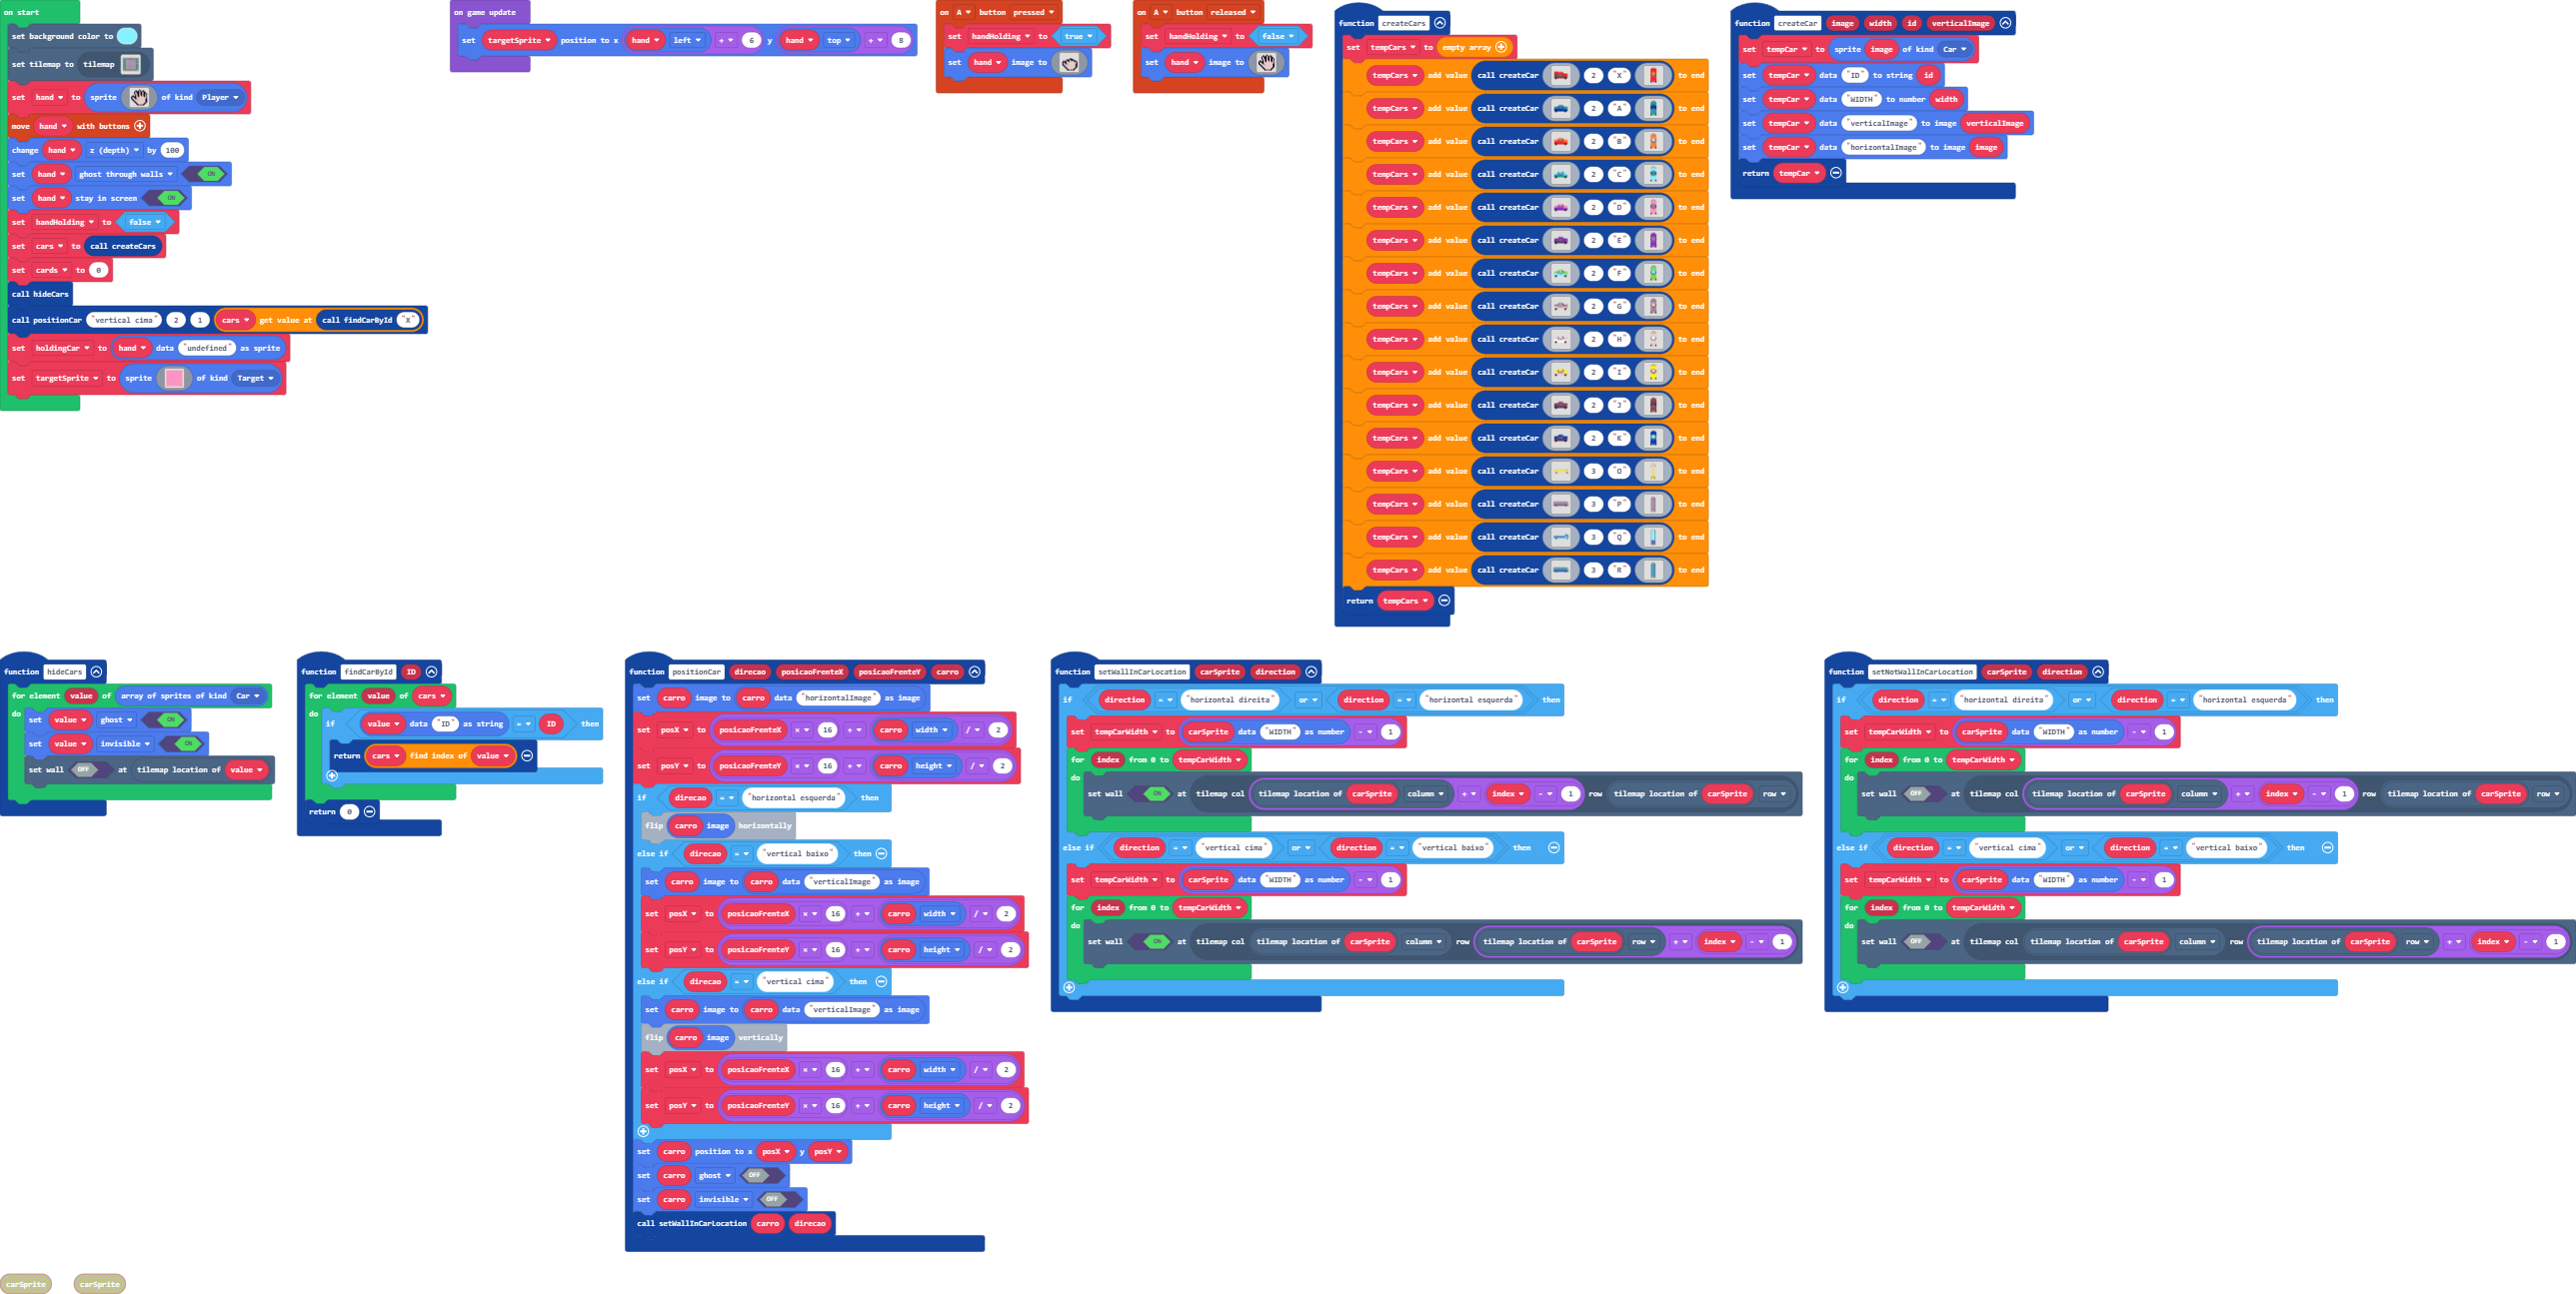 on start
set background color to
set tilemap to tilemap
set hand to sprite of kind Player
move hand with buttons
change hand z (depth) by 100
set hand ghost through walls ON
set hand stay in screen ON
set handHolding to false
set cars to call createCars
set cards to 0
call hideCars
call positionCar "vertical cima" 2 1 cars get value at call findCarById "X"
set holdingCar to hand data "undefined" as sprite
set targetSprite to sprite of kind Target
on game update
set targetSprite position to x hand left + 6 y hand top + 8
on A button pressed
set handHolding to true
set hand image to
on A button released
set handHolding to false
set hand image to
function createCars
set tempCars to empty array
tempCars add value call createCar 2 "X" to end
tempCars add value call createCar 2 "A" to end
tempCars add value call createCar 2 "B" to end
tempCars add value call createCar 2 "C" to end
tempCars add value call createCar 2 "D" to end
tempCars add value call createCar 2 "E" to end
tempCars add value call createCar 2 "F" to end
tempCars add value call createCar 2 "G" to end
tempCars add value call createCar 2 "H" to end
tempCars add value call createCar 2 "I" to end
tempCars add value call createCar 2 "J" to end
tempCars add value call createCar 2 "K" to end
tempCars add value call createCar 3 "O" to end
tempCars add value call createCar 3 "P" to end
tempCars add value call createCar 3 "Q" to end
tempCars add value call createCar 3 "R" to end
return tempCars
function createCar image width id verticalImage
set tempCar to sprite image of kind Car
set tempCar data "ID" to string id
set tempCar data "WIDTH" to number width
set tempCar data "verticalImage" to image verticalImage
set tempCar data "horizontalImage" to image image
return tempCar
function hideCars
for element value of array of sprites of kind Car
do
set value ghost ON
set value invisible ON
set wall OFF at tilemap location of value
function findCarById ID
for element value of cars
do
if value data "ID" as string = ID then
return cars find index of value
return 0
function positionCar direcao posicaoFrenteX posicaoFrenteY carro
set carro image to carro data "horizontalImage" as image
set posX to posicaoFrenteX × 16 + carro width / 2
set posY to posicaoFrenteY × 16 + carro height / 2
if direcao = "horizontal esquerda" then
flip carro image horizontally
else if direcao = "vertical baixo" then
set carro image to carro data "verticalImage" as image
set posX to posicaoFrenteX × 16 + carro width / 2
set posY to posicaoFrenteY × 16 + carro height / 2
else if direcao = "vertical cima" then
set carro image to carro data "verticalImage" as image
flip carro image vertically
set posX to posicaoFrenteX × 16 + carro width / 2
set posY to posicaoFrenteY × 16 + carro height / 2
set carro position to x posX y posY
set carro ghost OFF
set carro invisible OFF
call setWallInCarLocation carro direcao
function setWallInCarLocation carSprite direction
if direction = "horizontal direita" or direction = "horizontal esquerda" then
set tempCarWidth to carSprite data "WIDTH" as number - 1
for index from 0 to tempCarWidth
do
set wall ON at tilemap col tilemap location of carSprite column + index - 1 row tilemap location of carSprite row
else if direction = "vertical cima" or direction = "vertical baixo" then
set tempCarWidth to carSprite data "WIDTH" as number - 1
for index from 0 to tempCarWidth
do
set wall ON at tilemap col tilemap location of carSprite column row tilemap location of carSprite row + index - 1
function setNotWallInCarLocation carSprite direction
if direction = "horizontal direita" or direction = "horizontal esquerda" then
set tempCarWidth to carSprite data "WIDTH" as number - 1
for index from 0 to tempCarWidth
do
set wall OFF at tilemap col tilemap location of carSprite column + index - 1 row tilemap location of carSprite row
else if direction = "vertical cima" or direction = "vertical baixo" then
set tempCarWidth to carSprite data "WIDTH" as number - 1
for index from 0 to tempCarWidth
do
set wall OFF at tilemap col tilemap location of carSprite column row tilemap location of carSprite row + index - 1
carSprite carSprite